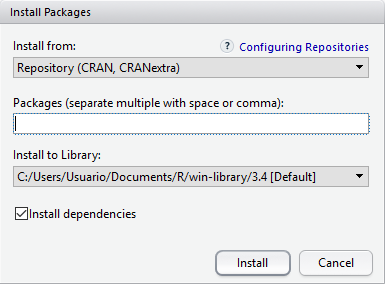 Install Packages
Install from:
? Configuring Repositories
Repository (CRAN, CRANextra)
Packages (separate multiple with space or comma):
Install to Library:
C:/Users/Usuario/Documents/R/win-library/3.4 [Default]
Install dependencies
Install
Cancel